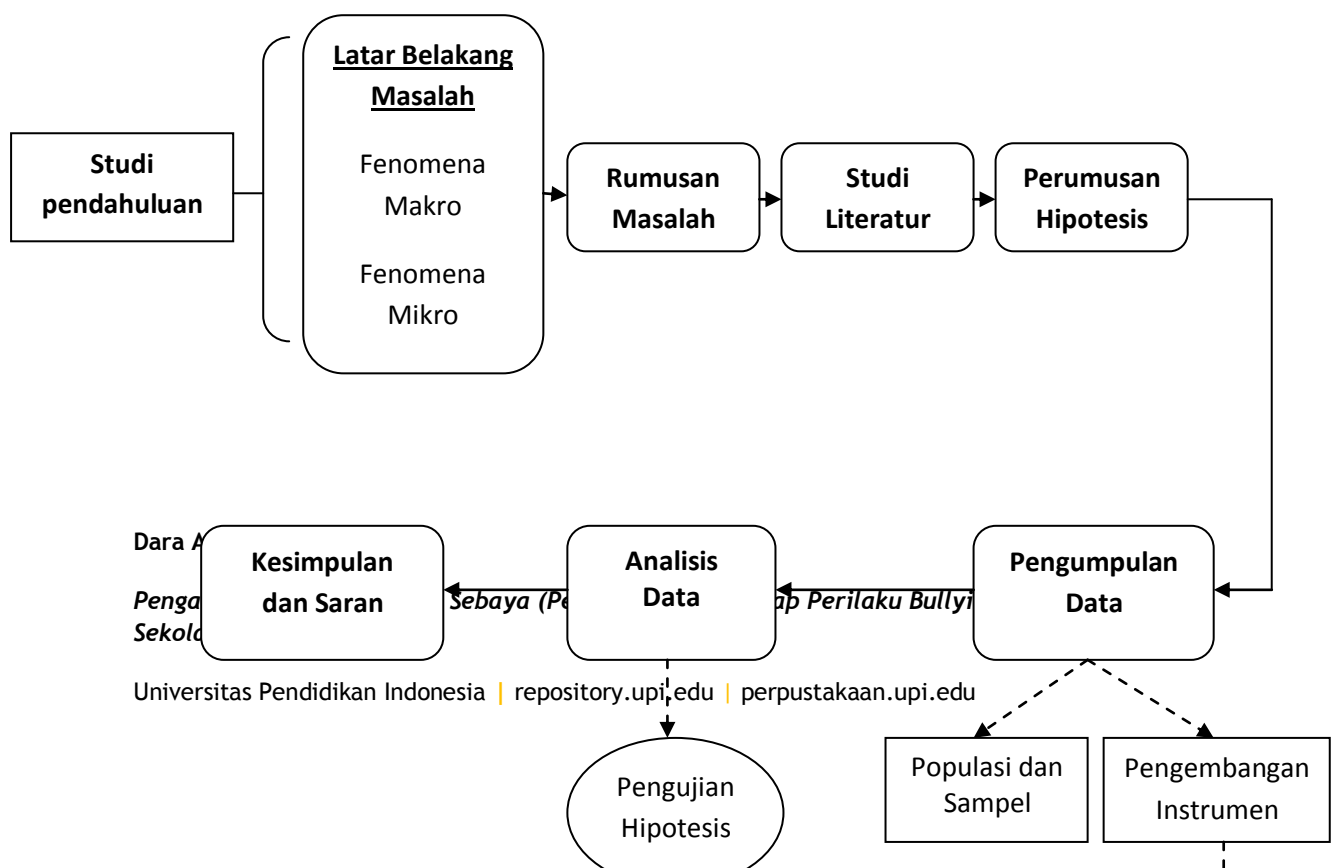 Latar Belakang
Masalah
Fenomena
Makro
Fenomena
Mikro
Studi
pendahuluan
Rumusan
Masalah
Studi
Literatur
Perumusan
Hipotesis
Dara A
Kesimpulan
dan Saran
Analisis
Data
Pengumpulan
Data
Penga
Sebaya (Pe
ap Perilaku Bullyi
Sekola
Universitas Pendidikan Indonesia | repository.upi.edu | perpustakaan.upi.edu
Pengujian
Hipotesis
Populasi dan
Sampel
Pengembangan
Instrumen